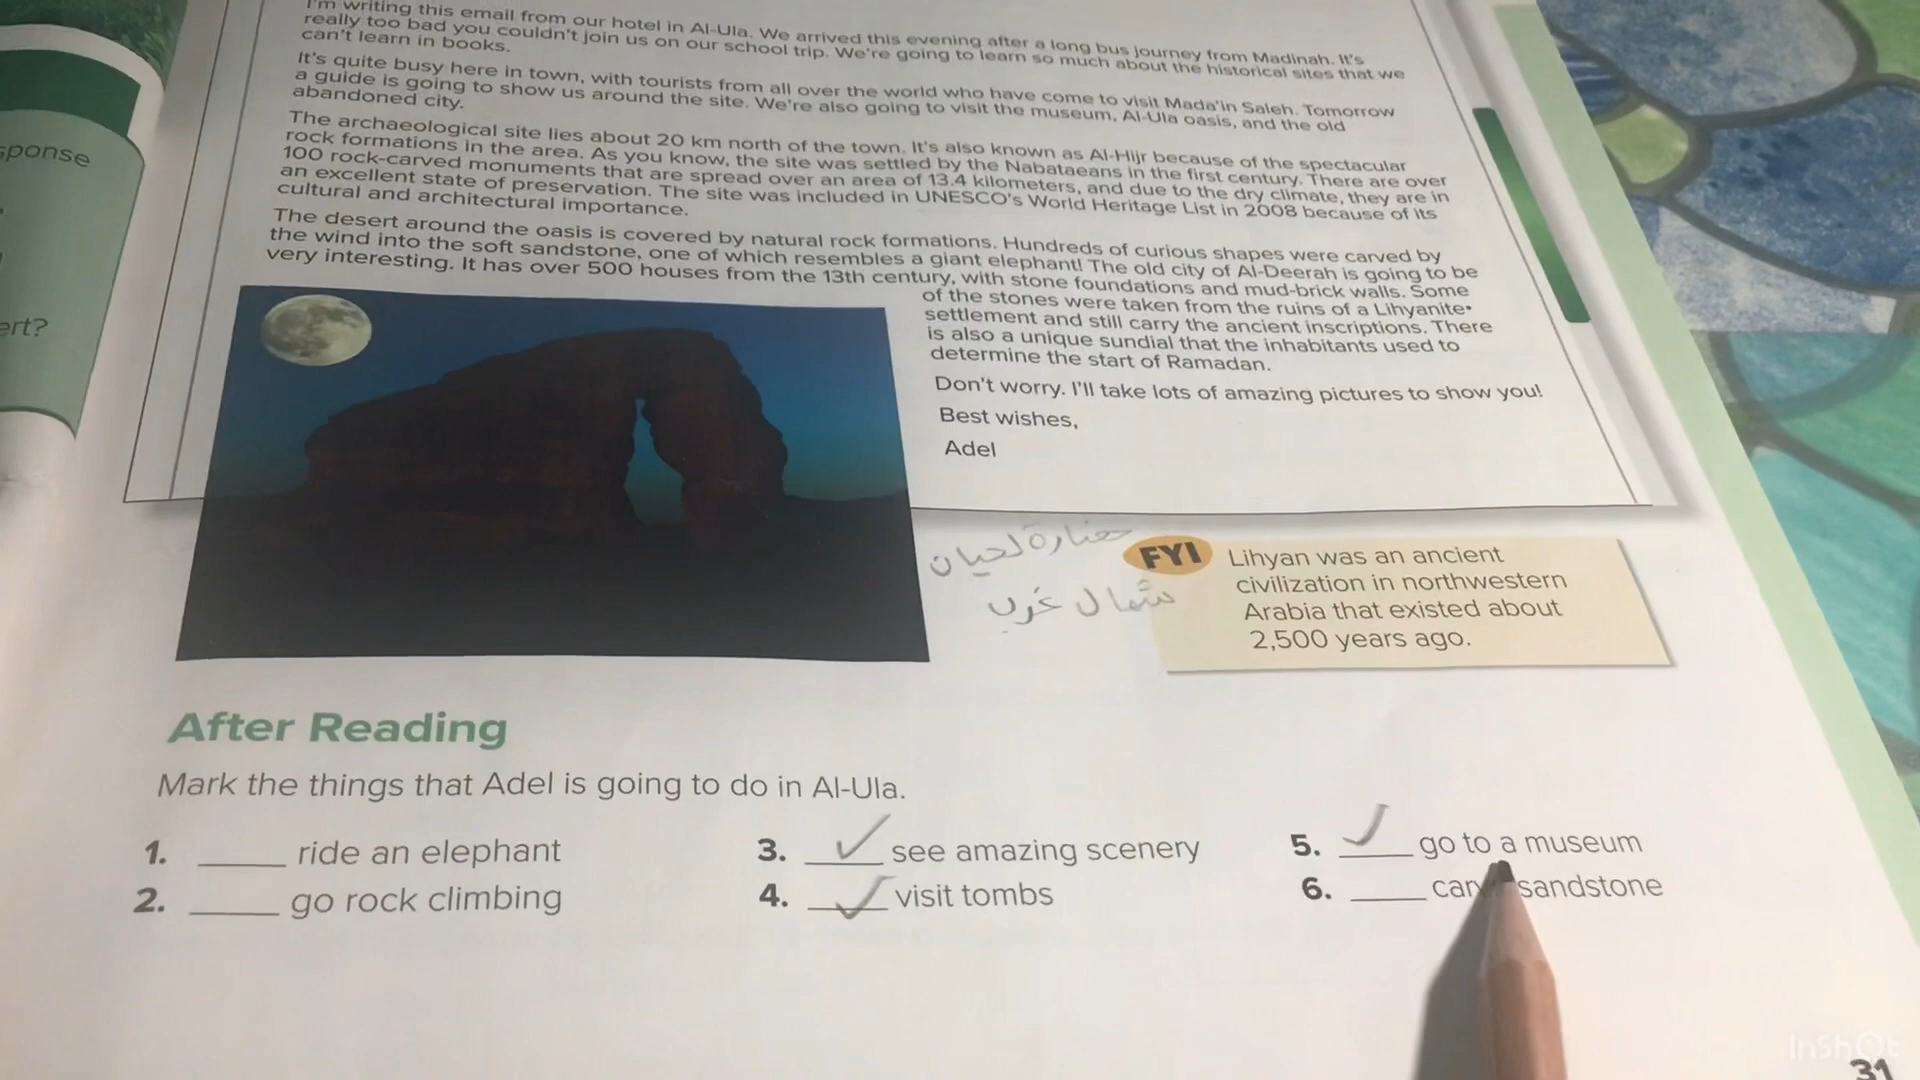 I'm writing this email from our hotel in Al-Ula. We arrived this evening after a long bus journey from Madinah. It's
really too bad you couldn't join us on our school trip. We're going to learn so much about the historical sites that we
can't learn in books.
It's quite busy here in town, with tourists from all over the world who have come to visit Mada'in Saleh. Tomorrow
a guide is going to show us around the site. We're also going to visit the museum, Al-Ula oasis, and the old
abandoned city.
The archaeological site lies about 20 km north of the town. It's also known as Al-Hijr because of the spectacular
rock formations in the area. As you know, the site was settled by the Nabataeans in the first century. There are over
100 rock-carved monuments that are spread over an area of 13.4 kilometers, and due to the dry climate, they are in
an excellent state of preservation. The site was included in UNESCO's World Heritage List in 2008 because of its
cultural and architectural importance.
The desert around the oasis is covered by natural rock formations. Hundreds of curious shapes were carved by
the wind into the soft sandstone, one of which resembles a giant elephant! The old city of Al-Deerah is going to be
very interesting. It has over 500 houses from the 13th century, with stone foundations and mud-brick walls. Some
of the stones were taken from the ruins of a Lihyanite•
settlement and still carry the ancient inscriptions. There
is also a unique sundial that the inhabitants used to
determine the start of Ramadan.
Don't worry. I'll take lots of amazing pictures to show you!
Best wishes,
Adel
حضارة لحيان
شمال غرب
FYI Lihyan was an ancient
civilization in northwestern
Arabia that existed about
2,500 years ago.
After Reading
Mark the things that Adel is going to do in Al-Ula.
1. ____ ride an elephant
2. ____ go rock climbing
3. ✓ see amazing scenery
4. ✓ visit tombs
5. ✓ go to a museum
6. ____ sandstone
31
InShOt